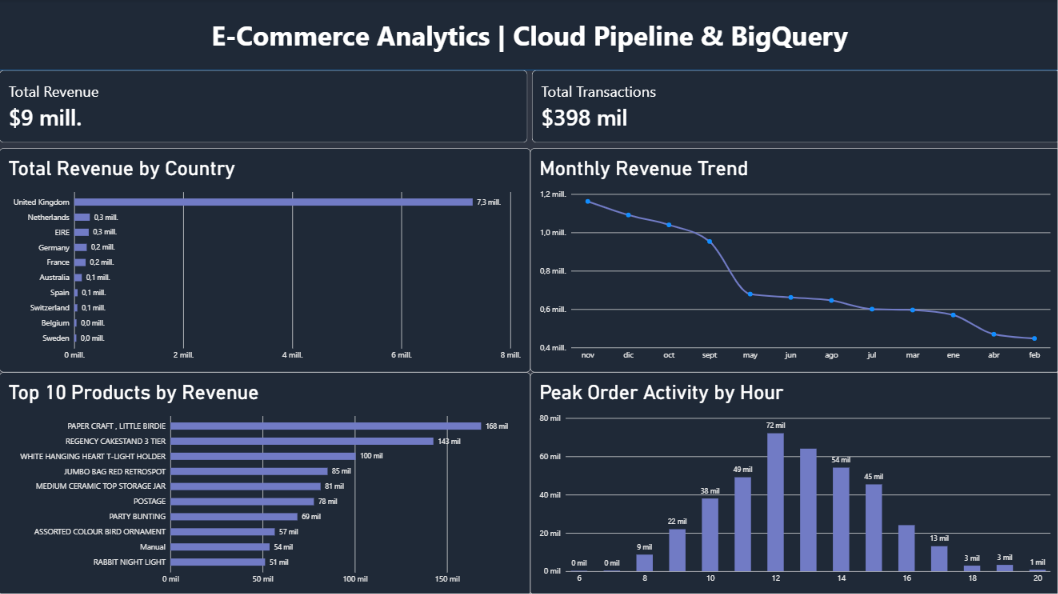 E-Commerce Analytics | Cloud Pipeline & BigQuery
Total Revenue
$9 mill.
Total Transactions
$398 mil
Total Revenue by Country
United Kingdom 7,3 mill.
Netherlands 0,3 mill.
EIRE 0,3 mill.
Germany 0,2 mill.
France 0,2 mill.
Australia 0,1 mill.
Spain 0,1 mill.
Switzerland 0,1 mill.
Belgium 0,0 mill.
Sweden 0,0 mill.
0 mill. 2 mill. 4 mill. 6 mill. 8 mill.
Monthly Revenue Trend
1,2 mill.
1,0 mill.
0,8 mill.
0,6 mill.
0,4 mill.
nov dic oct sept may jun ago jul mar ene abr feb
Top 10 Products by Revenue
PAPER CRAFT , LITTLE BIRDIE 168 mil
REGENCY CAKESTAND 3 TIER 143 mil
WHITE HANGING HEART T-LIGHT HOLDER 100 mil
JUMBO BAG RED RETROSPOT 85 mil
MEDIUM CERAMIC TOP STORAGE JAR 81 mil
POSTAGE 78 mil
PARTY BUNTING 69 mil
ASSORTED COLOUR BIRD ORNAMENT 57 mil
Manual 54 mil
RABBIT NIGHT LIGHT 51 mil
0 mil 50 mil 100 mil 150 mil
Peak Order Activity by Hour
80 mil
60 mil
40 mil
20 mil
0 mil
0 mil 0 mil 9 mil 22 mil 38 mil 49 mil 72 mil 54 mil 45 mil 13 mil 3 mil 3 mil 1 mil
6 8 10 12 14 16 18 20